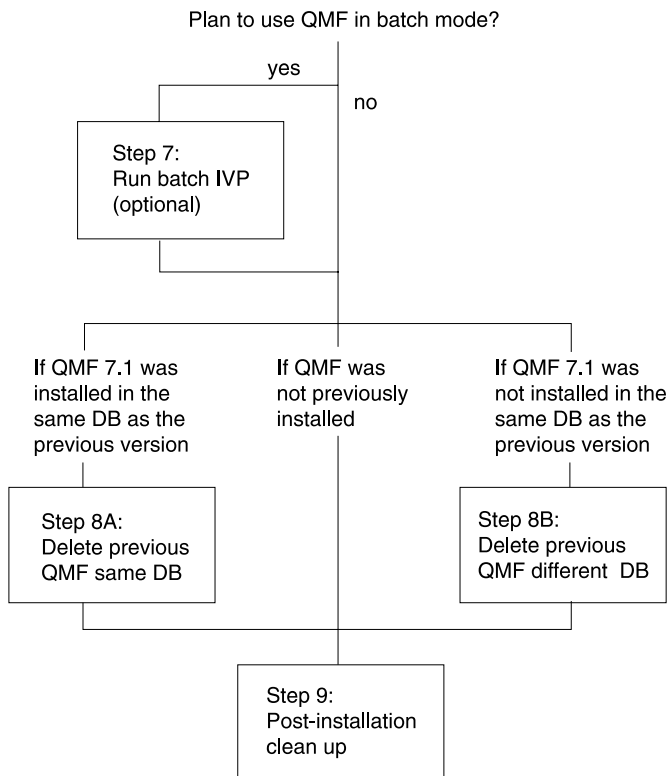 Plan to use QMF in batch mode?
yes
no
Step 7:
Run batch IVP
(optional)
If QMF 7.1 was
installed in the
same DB as the
previous version
If QMF was
not previously
installed
If QMF 7.1 was
not installed in the
same DB as the
previous version
Step 8A:
Delete previous
QMF same DB
Step 8B:
Delete previous
QMF different DB
Step 9:
Post-installation
clean up